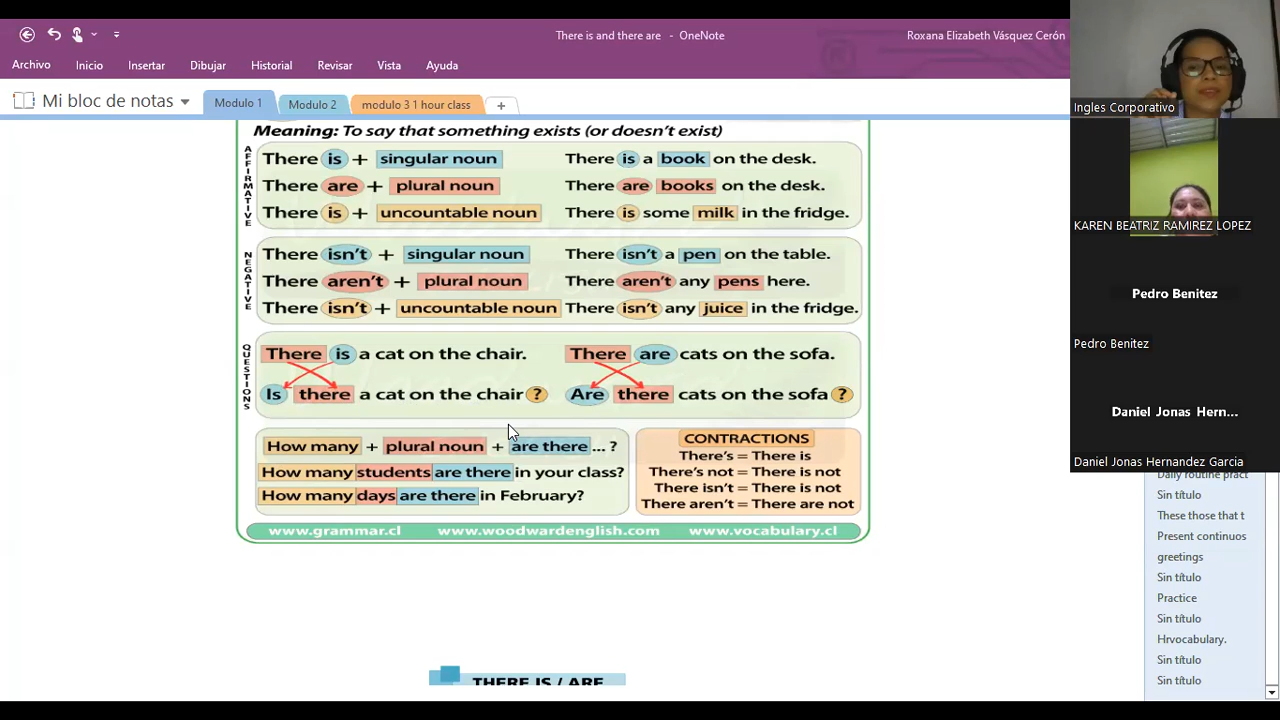 There is and there are - OneNote
Roxana Elizabeth Vásquez Cerón
Archivo Inicio Insertar Dibujar Historial Revisar Vista Ayuda
Mi bloc de notas
Modulo 1
Modulo 2
modulo 3 1 hour class
+
Meaning: To say that something exists (or doesn't exist)
AFFIRMATIVE
There is + singular noun There is a book on the desk.
There are + plural noun There are books on the desk.
There is + uncountable noun There is some milk in the fridge.
NEGATIVE
There isn't + singular noun There isn't a pen on the table.
There aren't + plural noun There aren't any pens here.
There isn't + uncountable noun There isn't any juice in the fridge.
QUESTIONS
There is a cat on the chair. There are cats on the sofa.
Is there a cat on the chair ? Are there cats on the sofa ?
How many + plural noun + are there ... ?
How many students are there in your class?
How many days are there in February?
CONTRACTIONS
There's = There is
There's not = There is not
There isn't = There is not
There aren't = There are not
www.grammar.cl www.woodwardenglish.com www.vocabulary.cl
THERE IS / ARE
Ingles Corporativo
KAREN BEATRIZ RAMIREZ LOPEZ
Pedro Benitez
Pedro Benitez
Daniel Jonas Hern...
Daniel Jonas Hernandez Garcia
Daily routine pract
Sin título
These those that t
Present continuos
greetings
Sin título
Practice
Sin título
Hrvocabulary.
Sin título
Sin título